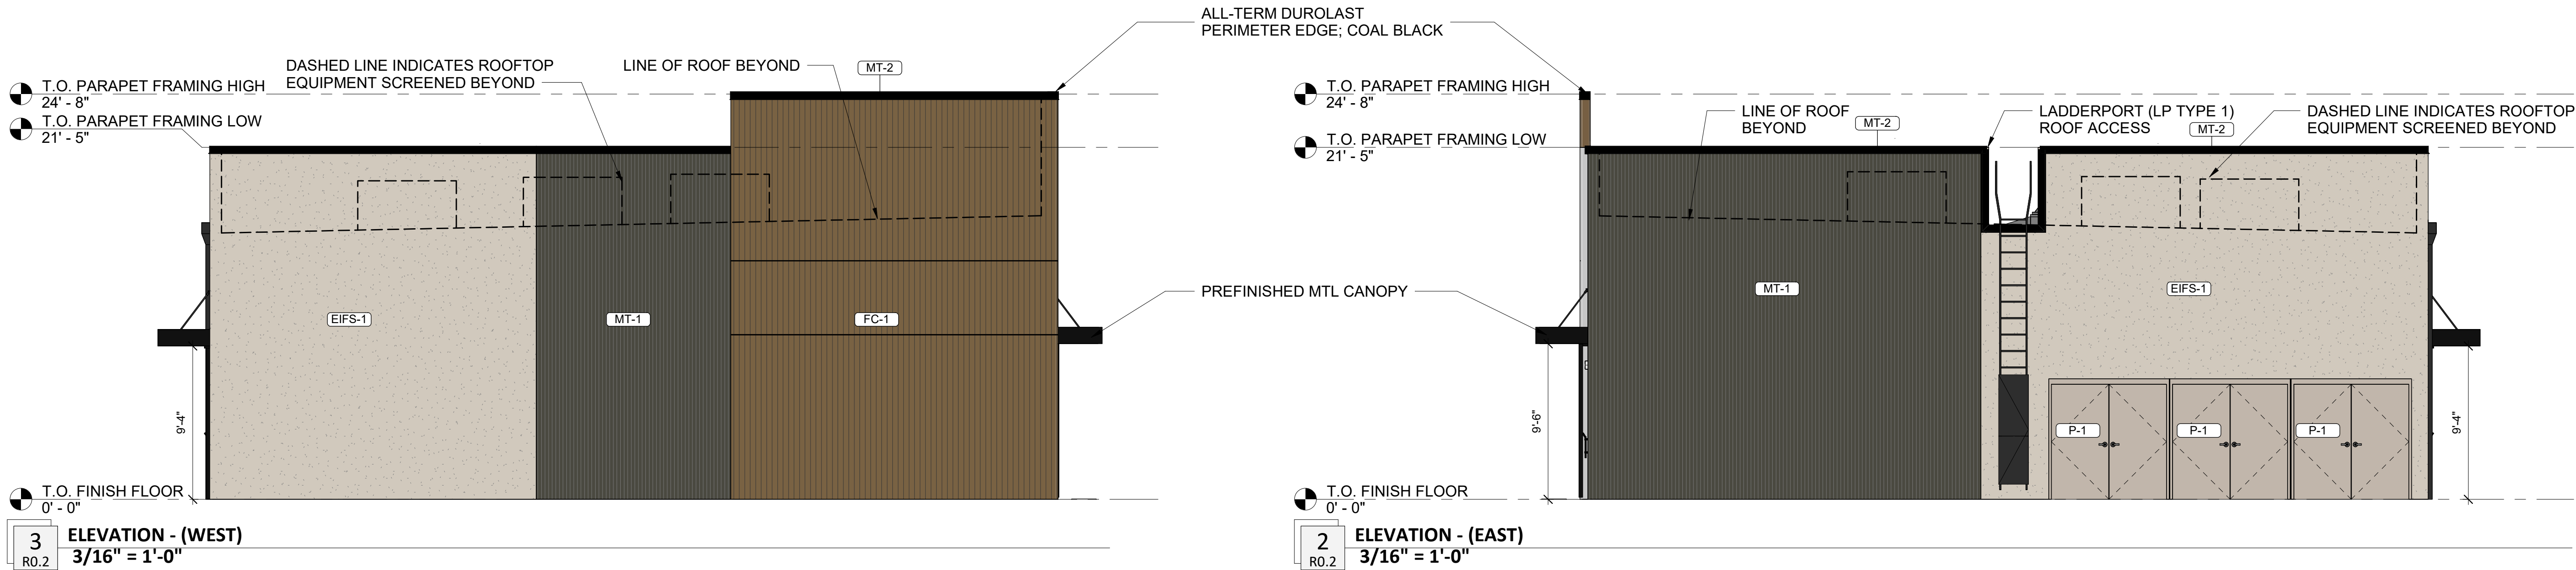 ALL-TERM DUROLAST
PERIMETER EDGE; COAL BLACK
T.O. PARAPET FRAMING HIGH
24' - 8"
T.O. PARAPET FRAMING LOW
21' - 5"
DASHED LINE INDICATES ROOFTOP
EQUIPMENT SCREENED BEYOND
LINE OF ROOF BEYOND
MT-2
EIFS-1
MT-1
FC-1
9'-4"
T.O. FINISH FLOOR
0' - 0"
3
R0.2
ELEVATION - (WEST)
3/16" = 1'-0"
PREFINISHED MTL CANOPY
T.O. PARAPET FRAMING HIGH
24' - 8"
T.O. PARAPET FRAMING LOW
21' - 5"
LINE OF ROOF
BEYOND
MT-2
LADDERPORT (LP TYPE 1)
ROOF ACCESS
MT-2
DASHED LINE INDICATES ROOFTOP
EQUIPMENT SCREENED BEYOND
MT-1
EIFS-1
P-1
P-1
P-1
9'-6"
9'-4"
T.O. FINISH FLOOR
0' - 0"
2
R0.2
ELEVATION - (EAST)
3/16" = 1'-0"